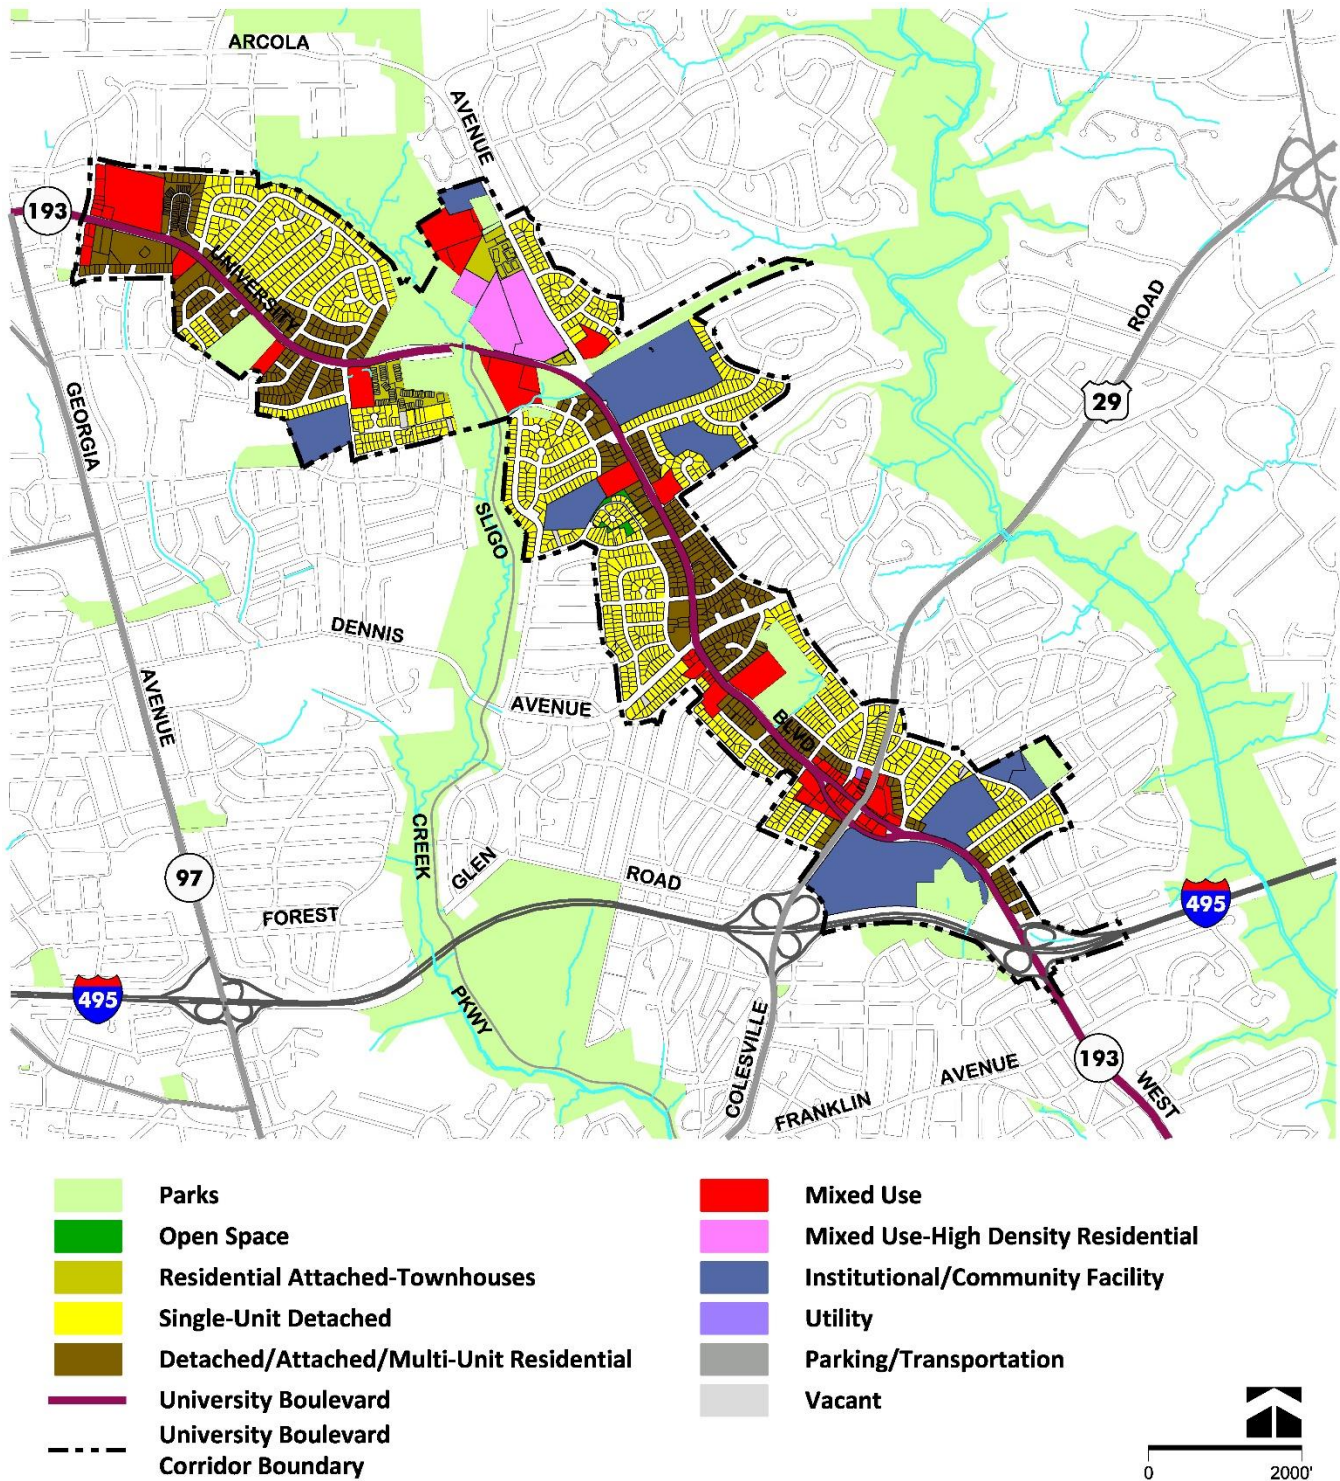 ARCOLA
AVENUE
193
UNIVERSITY
ROAD
29
GEORGIA
SLIGO
DENNIS
AVENUE
AVENUE
BLVD
CREEK
GLEN
ROAD
97
FOREST
495
495
PKWY
COLESVILLE
193
AVENUE
FRANKLIN
WEST
Parks
Open Space
Residential Attached-Townhouses
Single-Unit Detached
Detached/Attached/Multi-Unit Residential
University Boulevard
University Boulevard
Corridor Boundary
Mixed Use
Mixed Use-High Density Residential
Institutional/Community Facility
Utility
Parking/Transportation
Vacant
0 2000'